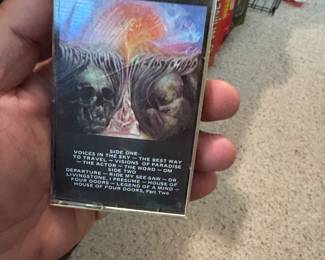 SIDE ONE
VOICES IN THE SKY — THE BEST WAY
TO TRAVEL — VISIONS OF PARADISE
— THE ACTOR — THE WORD — OM
SIDE TWO
DEPARTURE — RIDE MY SEE-SAW — DR
LIVINGSTONE, I PRESUME — HOUSE OF
FOUR DOORS — LEGEND OF A MIND —
HOUSE OF FOUR DOORS, Part Two